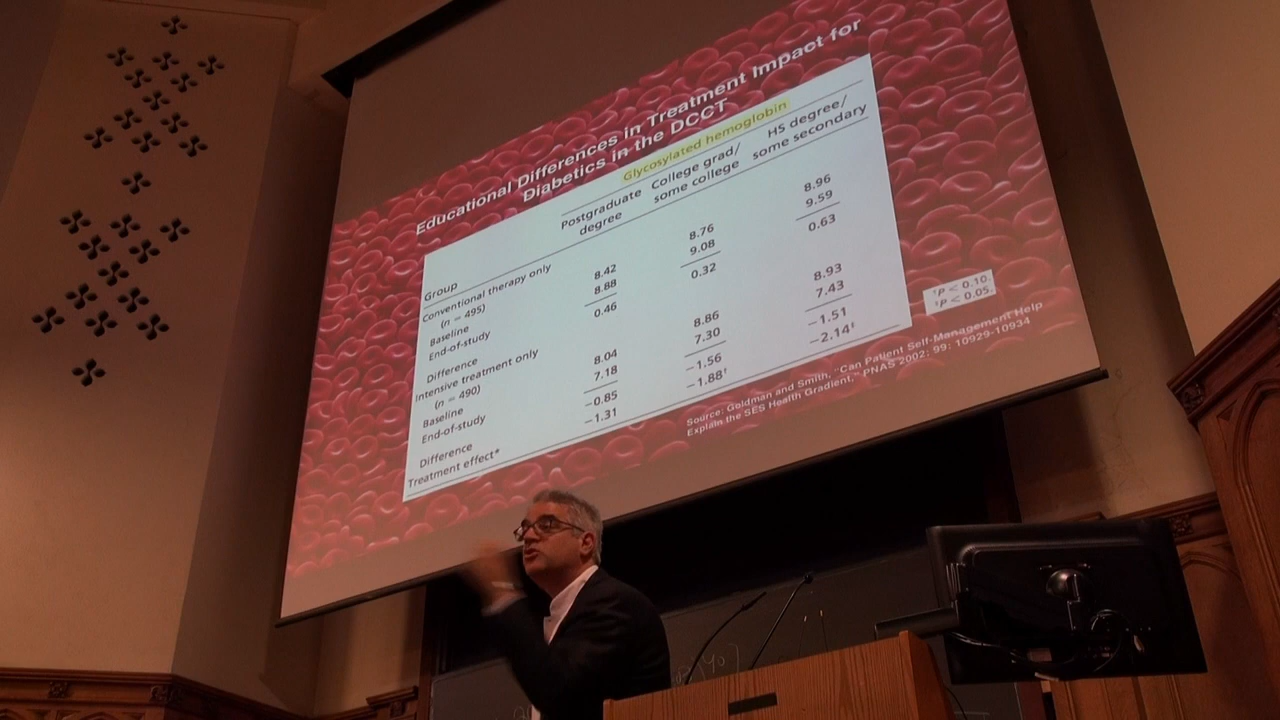 Educational Differences in Treatment Impact for
Diabetics in the DCCT
Glycosylated hemoglobin
Group
Postgraduate degree
College grad/ some college
HS degree/ some secondary
Conventional therapy only
(n = 495)
Baseline 8.42 8.76 8.96
End-of-study 8.88 9.08 9.59
Difference 0.46 0.32 0.63
Intensive treatment only
(n = 490)
Baseline 8.04 8.86 8.93
End-of-study 7.18 7.30 7.43
Difference −0.85 −1.56 −1.51
Treatment effect* −1.31 −1.88† −2.14‡
†P < 0.10.
‡P < 0.05.
Source: Goldman and Smith, "Can Patient Self-Management Help
Explain the SES Health Gradient," PNAS 2002; 99; 10929-10934